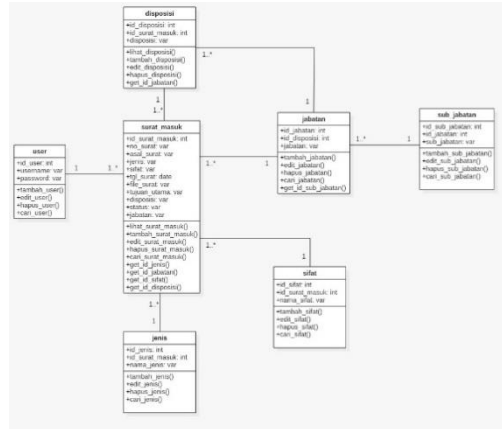 disposisi
+id_disposisi: int
+id_surat_masuk: int
+disposisi: var
+lihat_disposisi()
+tambah_disposisi()
+edit_disposisi()
+hapus_disposisi()
+get_id_jabatan()
1..*
1
1
1..*
surat_masuk
+id_surat_masuk: int
+no_surat: var
+asal_surat: var
+jenis: var
+sifat: var
+tgl_surat: date
+file_surat: var
+tujuan_utama: var
+disposisi: var
+status: var
+jabatan: var
+lihat_surat_masuk()
+tambah_surat_masuk()
+edit_surat_masuk()
+hapus_surat_masuk()
+cari_surat_masuk()
+get_id_jenis()
+get_id_jabatan()
+get_id_sifat()
+get_id_disposisi()
user
+id_user: int
+username: var
+password: var
+tambah_user()
+edit_user()
+hapus_user()
+cari_user()
1
1..*
1..*
1
jabatan
+id_jabatan: int
+id_disposisi: int
+jabatan: var
+tambah_jabatan()
+edit_jabatan()
+hapus_jabatan()
+cari_jabatan()
+get_id_sub_jabatan()
1..*
1
sub_jabatan
+id_sub_jabatan: int
+id_jabatan: int
+sub_jabatan: var
+tambah_sub_jabatan()
+edit_sub_jabatan()
+hapus_sub_jabatan()
+cari_sub_jabatan()
1..*
1
sifat
+id_sifat: int
+id_surat_masuk: int
+nama_sifat: var
+tambah_sifat()
+edit_sifat()
+hapus_sifat()
+cari_sifat()
1..*
1
jenis
+id_jenis: int
+id_surat_masuk: int
+nama_jenis: var
+tambah_jenis()
+edit_jenis()
+hapus_jenis()
+cari_jenis()